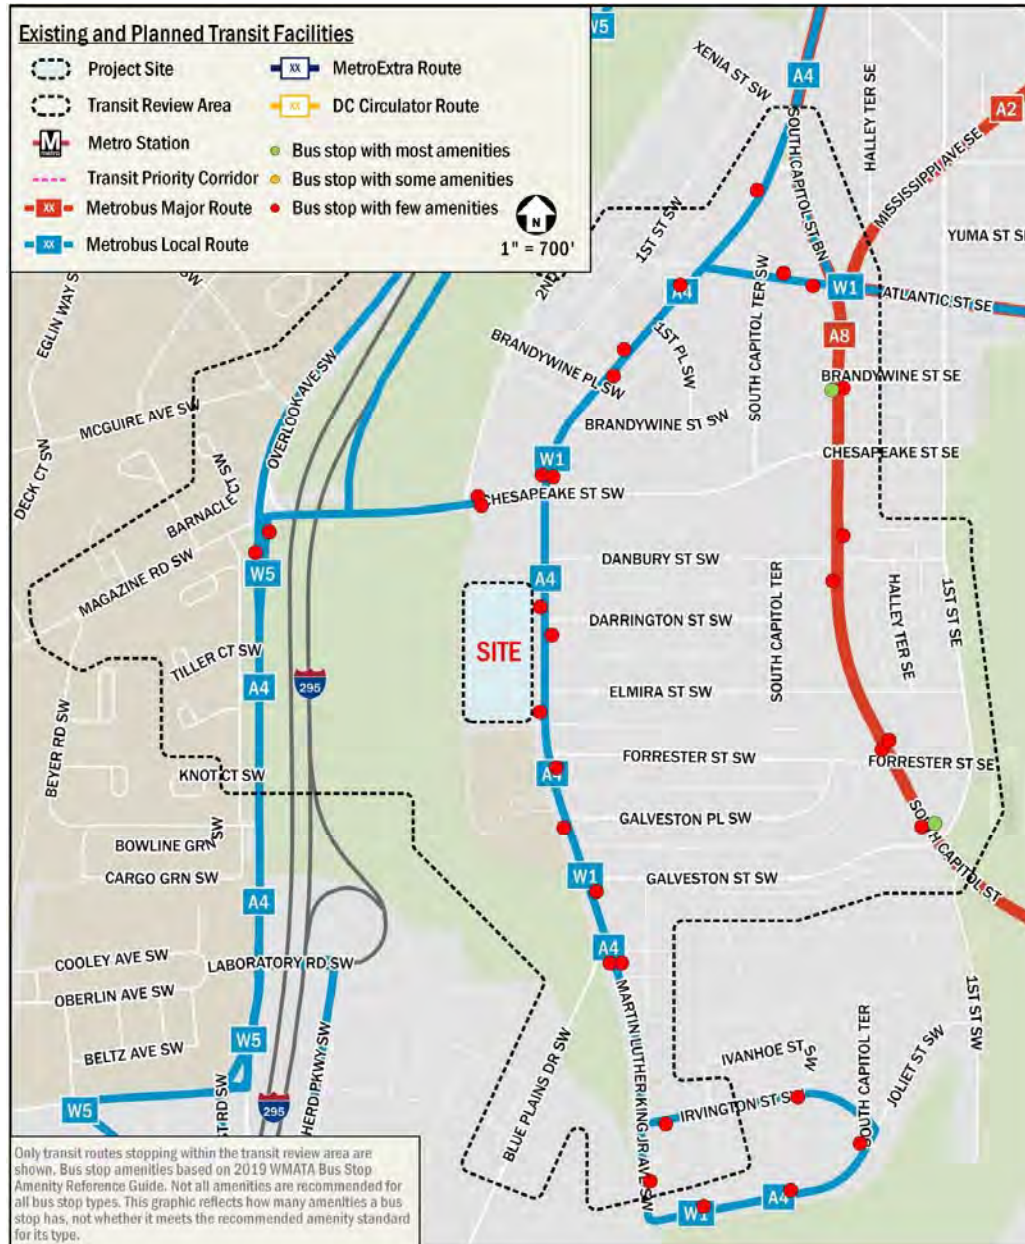 Existing and Planned Transit Facilities
Project Site
Transit Review Area
M Metro Station
Transit Priority Corridor
XX Metrobus Major Route
XX Metrobus Local Route
XX MetroExtra Route
XX DC Circulator Route
Bus stop with most amenities
Bus stop with some amenities
Bus stop with few amenities
N
1" = 700'
W5
W5
XENIA ST SW
A4
HALLEY TER SE
A2
MISSISSIPPI AVE SE
SOUTH CAPITOL ST BN
YUMA ST SE
1ST ST SW
2ND
EGLIN WAY S
SW
A4
W1
ATLANTIC ST SE
SOUTH CAPITOL TER SW
1ST PL SW
A8
BRANDYWINE PL SW
BRANDYWINE ST SE
OVERLOOK AVE SW
MCGUIRE AVE SW
BRANDYWINE ST SW
DECK CT SW
BARNACLE CT SW
W1
CHESAPEAKE ST SE
CHESAPEAKE ST SW
MAGAZINE RD SW
W5
A4
DANBURY ST SW
SOUTH CAPITOL TER
HALLEY TER SE
1ST ST SE
DARRINGTON ST SW
SITE
TILLER CT SW
A4
295
ELMIRA ST SW
BEYER RD SW
KNOT CT SW
A4
FORRESTER ST SW
FORRESTER ST SE
GALVESTON PL SW
SOUTH CAPITOL ST
BOWLINE GRN SW
CARGO GRN SW
W1
GALVESTON ST SW
A4
COOLEY AVE SW
LABORATORY RD SW
A4
OBERLIN AVE SW
MARTIN LUTHER KING JR AVE SW
1ST ST SW
BELTZ AVE SW
W5
BLUE PLAINS DR SW
IVANHOE ST SW
SOUTH CAPITOL TER
JOLIET ST SW
W5
ST RD SW
295
HERD PKWY SW
IRVINGTON ST S
W1
A4
Only transit routes stopping within the transit review area are
shown. Bus stop amenities based on 2019 WMATA Bus Stop
Amenity Reference Guide. Not all amenities are recommended for
all bus stop types. This graphic reflects how many amenities a bus
stop has, not whether it meets the recommended amenity standard
for its type.